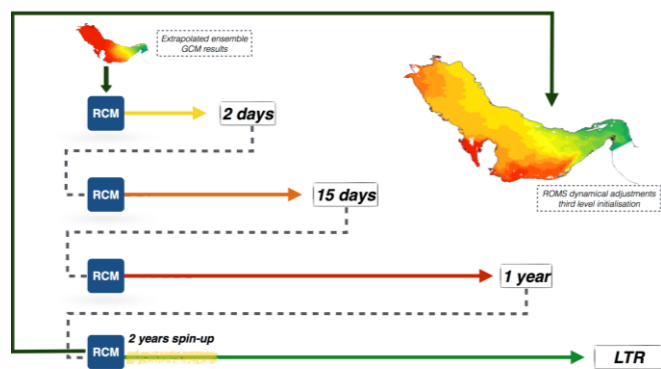 Extrapolated ensemble
GCM results
RCM
2 days
RCM
15 days
ROMS dynamical adjustments
third level initialisation
RCM
1 year
2 years spin-up
RCM
LTR